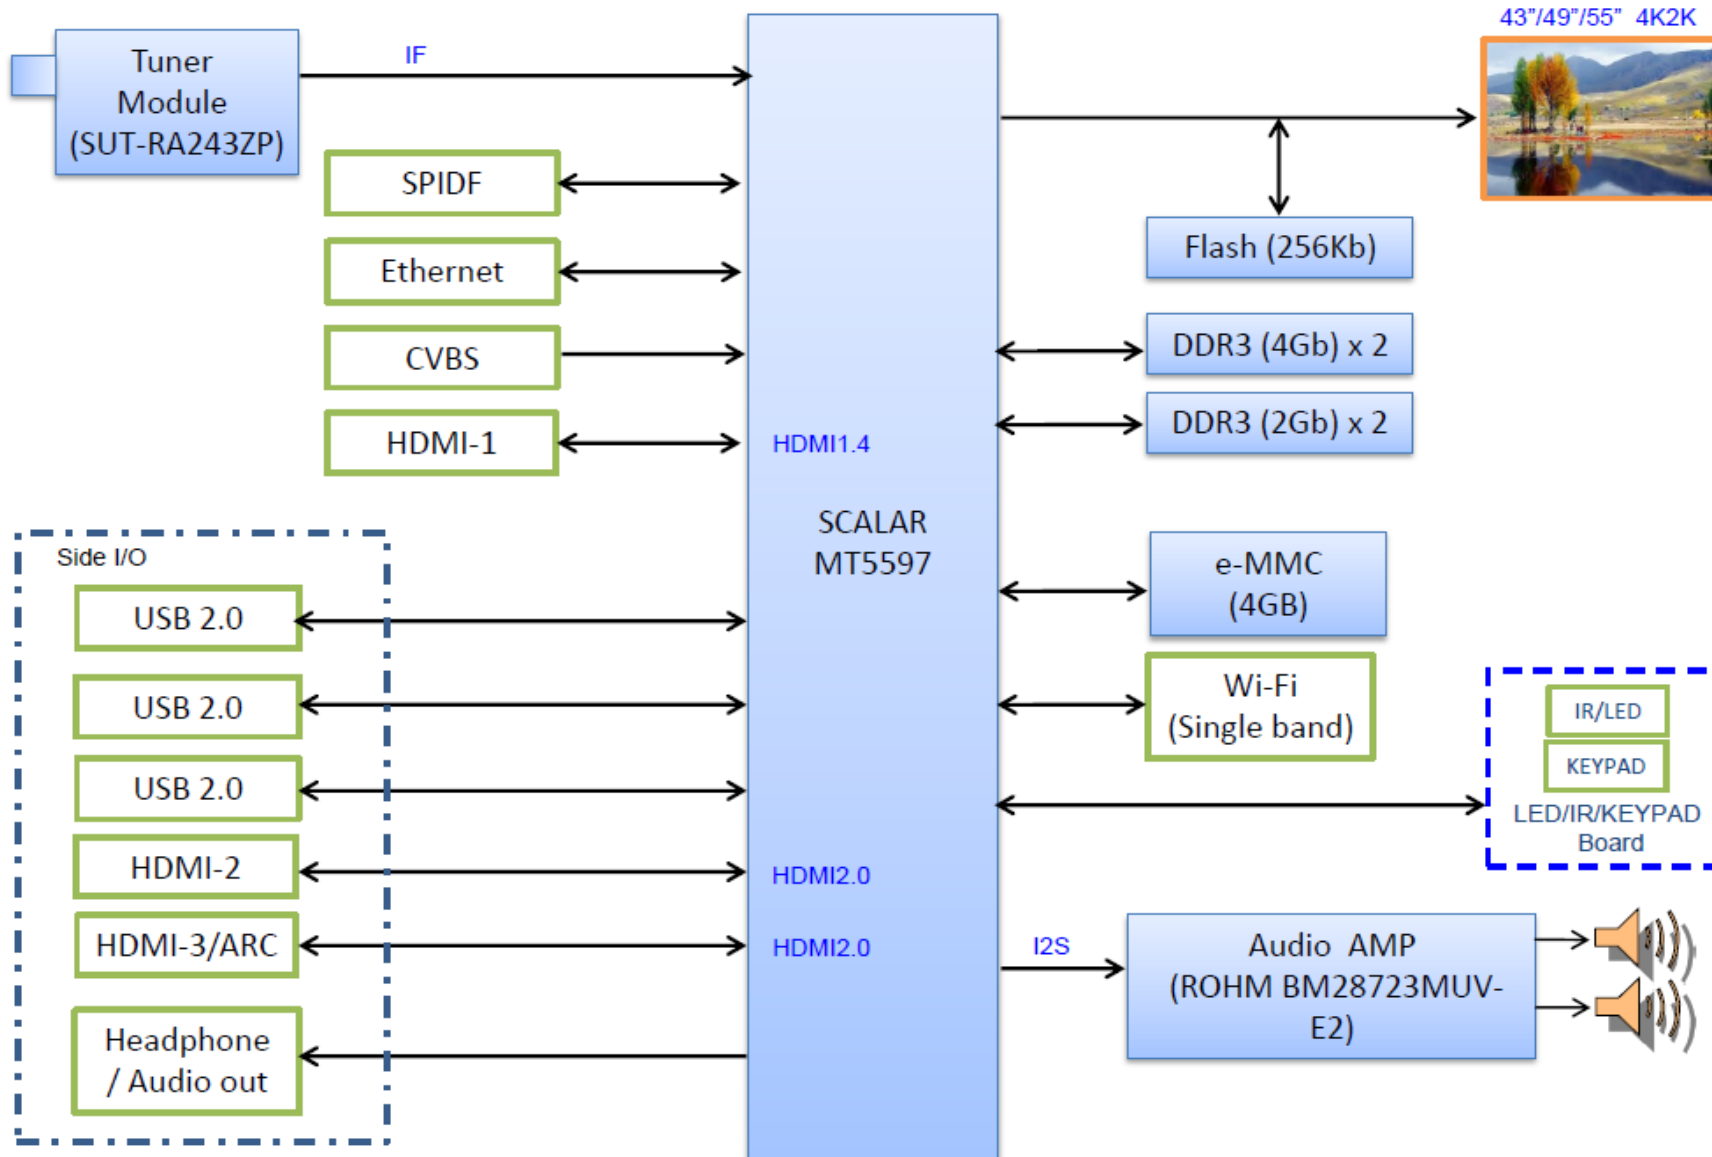 43"/49"/55" 4K2K
Tuner
Module
(SUT-RA243ZP)
IF
SPIDF
Ethernet
CVBS
HDMI-1
HDMI1.4
SCALAR
MT5597
Flash (256Kb)
DDR3 (4Gb) x 2
DDR3 (2Gb) x 2
e-MMC
(4GB)
Wi-Fi
(Single band)
IR/LED
KEYPAD
LED/IR/KEYPAD
Board
Side I/O
USB 2.0
USB 2.0
USB 2.0
HDMI-2
HDMI2.0
HDMI-3/ARC
HDMI2.0
Headphone
/ Audio out
I2S
Audio AMP
(ROHM BM28723MUV-
E2)